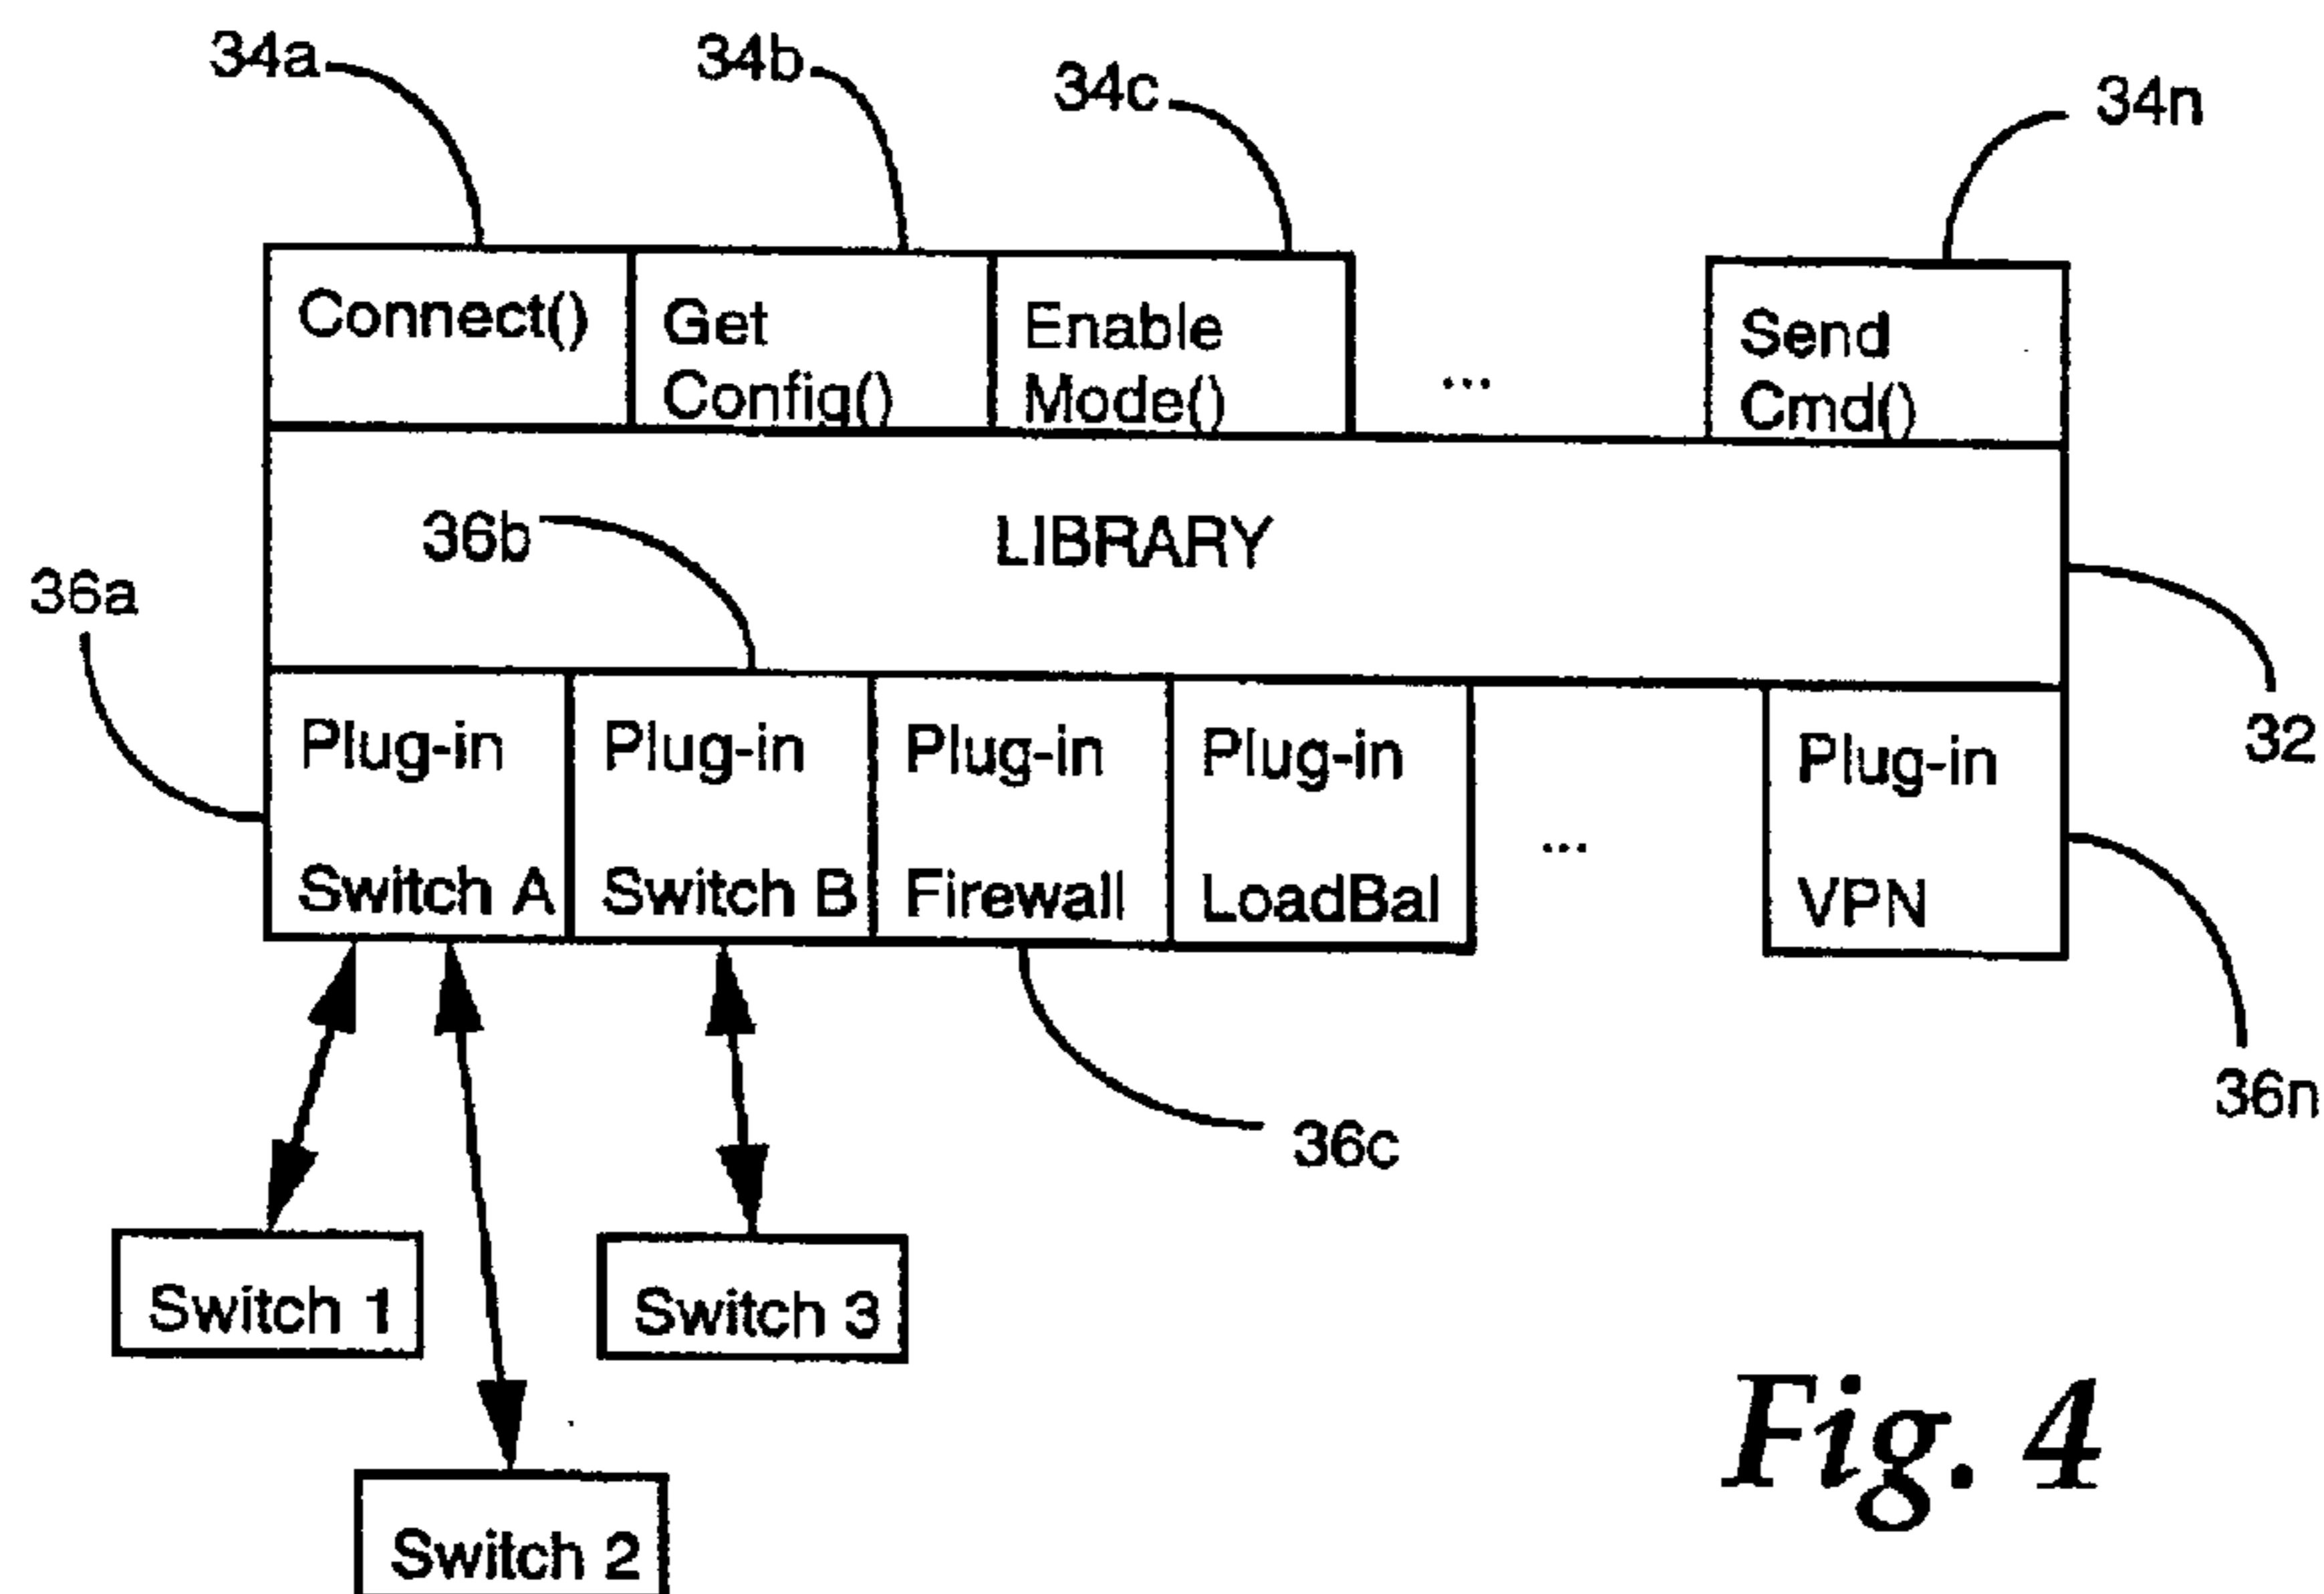 34a
34b
34c
34n
Connect()
Get
Config()
Enable
Mode()
...
Send
Cmd()
36b
LIBRARY
36a
32
Plug-in
Switch A
Plug-in
Switch B
Plug-in
Firewall
Plug-in
LoadBal
...
Plug-in
VPN
36n
36c
Switch 1
Switch 3
Switch 2
Fig. 4